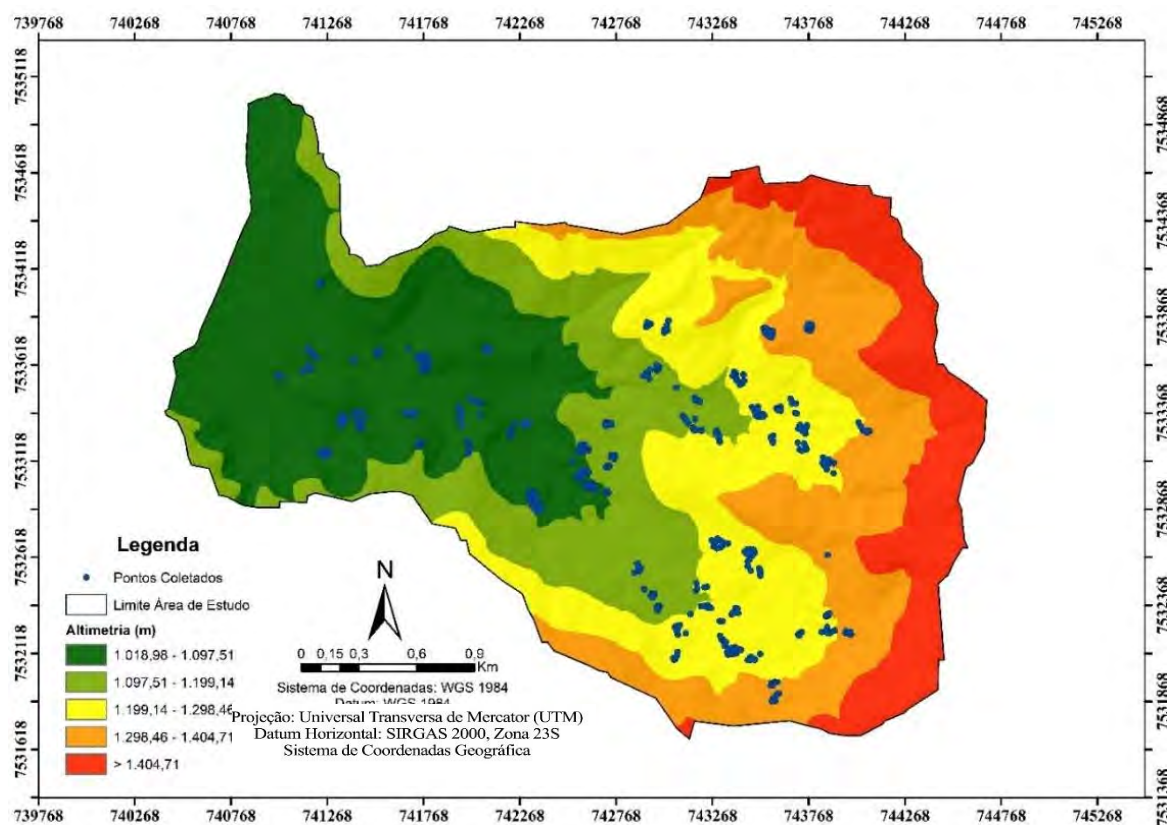 739768 740268 740768 741268 741768 742268 742768 743268 743768 744268 744768 745268
7535118
7534868
7534618
7534368
7534118
7533868
7533618
7533368
7533118
7532868
7532618
7532368
7532118
7531868
7531618
7531368
Legenda
Pontos Coletados
Limite Área de Estudo
Altimetria (m)
1.018,98 - 1.097,51
1.097,51 - 1.199,14
1.199,14 - 1.298,46
1.298,46 - 1.404,71
> 1.404,71
N
0 0,15 0,3 0,6 0,9
Km
Sistema de Coordenadas: WGS 1984
Datum: WGS 1984
Projeção: Universal Transversa de Mercator (UTM)
Datum Horizontal: SIRGAS 2000, Zona 23S
Sistema de Coordenadas Geográfica
739768 740268 740768 741268 741768 742268 742768 743268 743768 744268 744768 745268